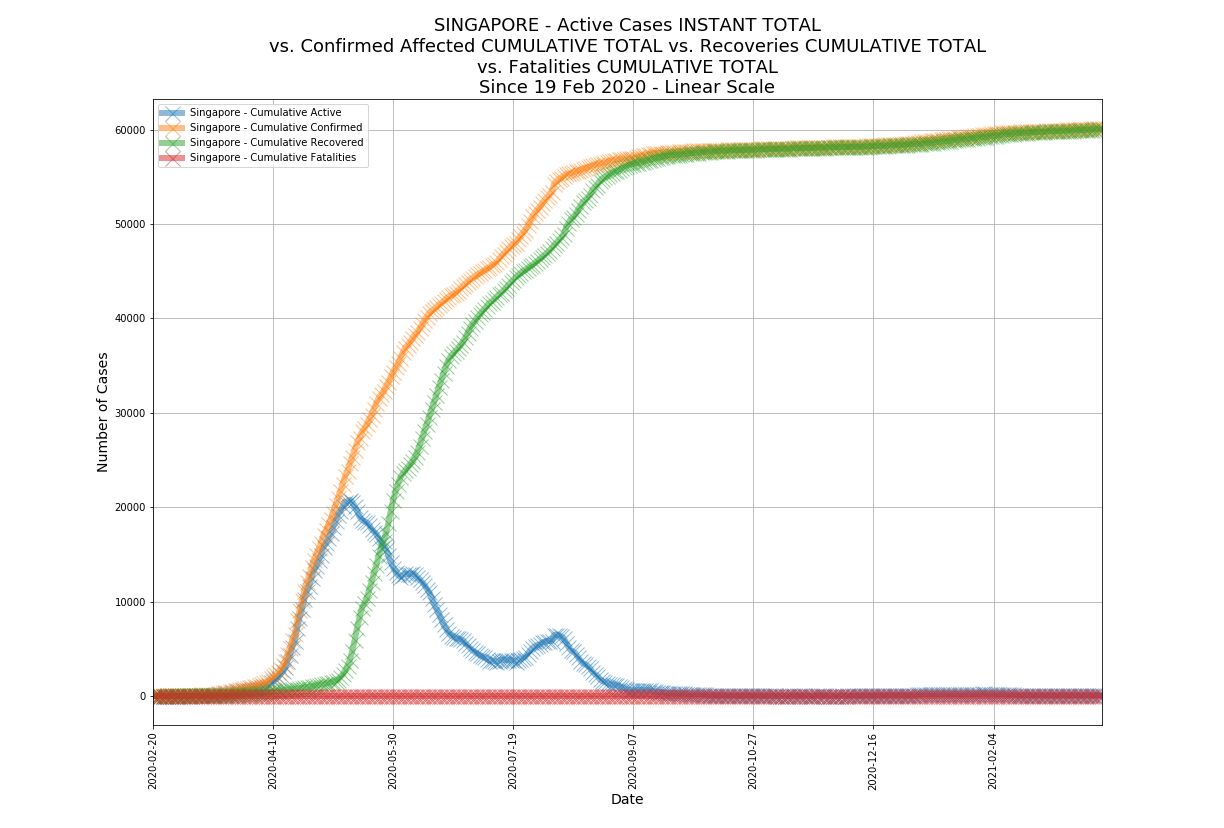 SINGAPORE - Active Cases INSTANT TOTAL
vs. Confirmed Affected CUMULATIVE TOTAL vs. Recoveries CUMULATIVE TOTAL
vs. Fatalities CUMULATIVE TOTAL
Since 19 Feb 2020 - Linear Scale
Singapore - Cumulative Active
Singapore - Cumulative Confirmed
Singapore - Cumulative Recovered
Singapore - Cumulative Fatalities
60000
50000
40000
30000
20000
10000
0
Number of Cases
2020-02-20
2020-04-10
2020-05-30
2020-07-19
2020-09-07
2020-10-27
2020-12-16
2021-02-04
Date